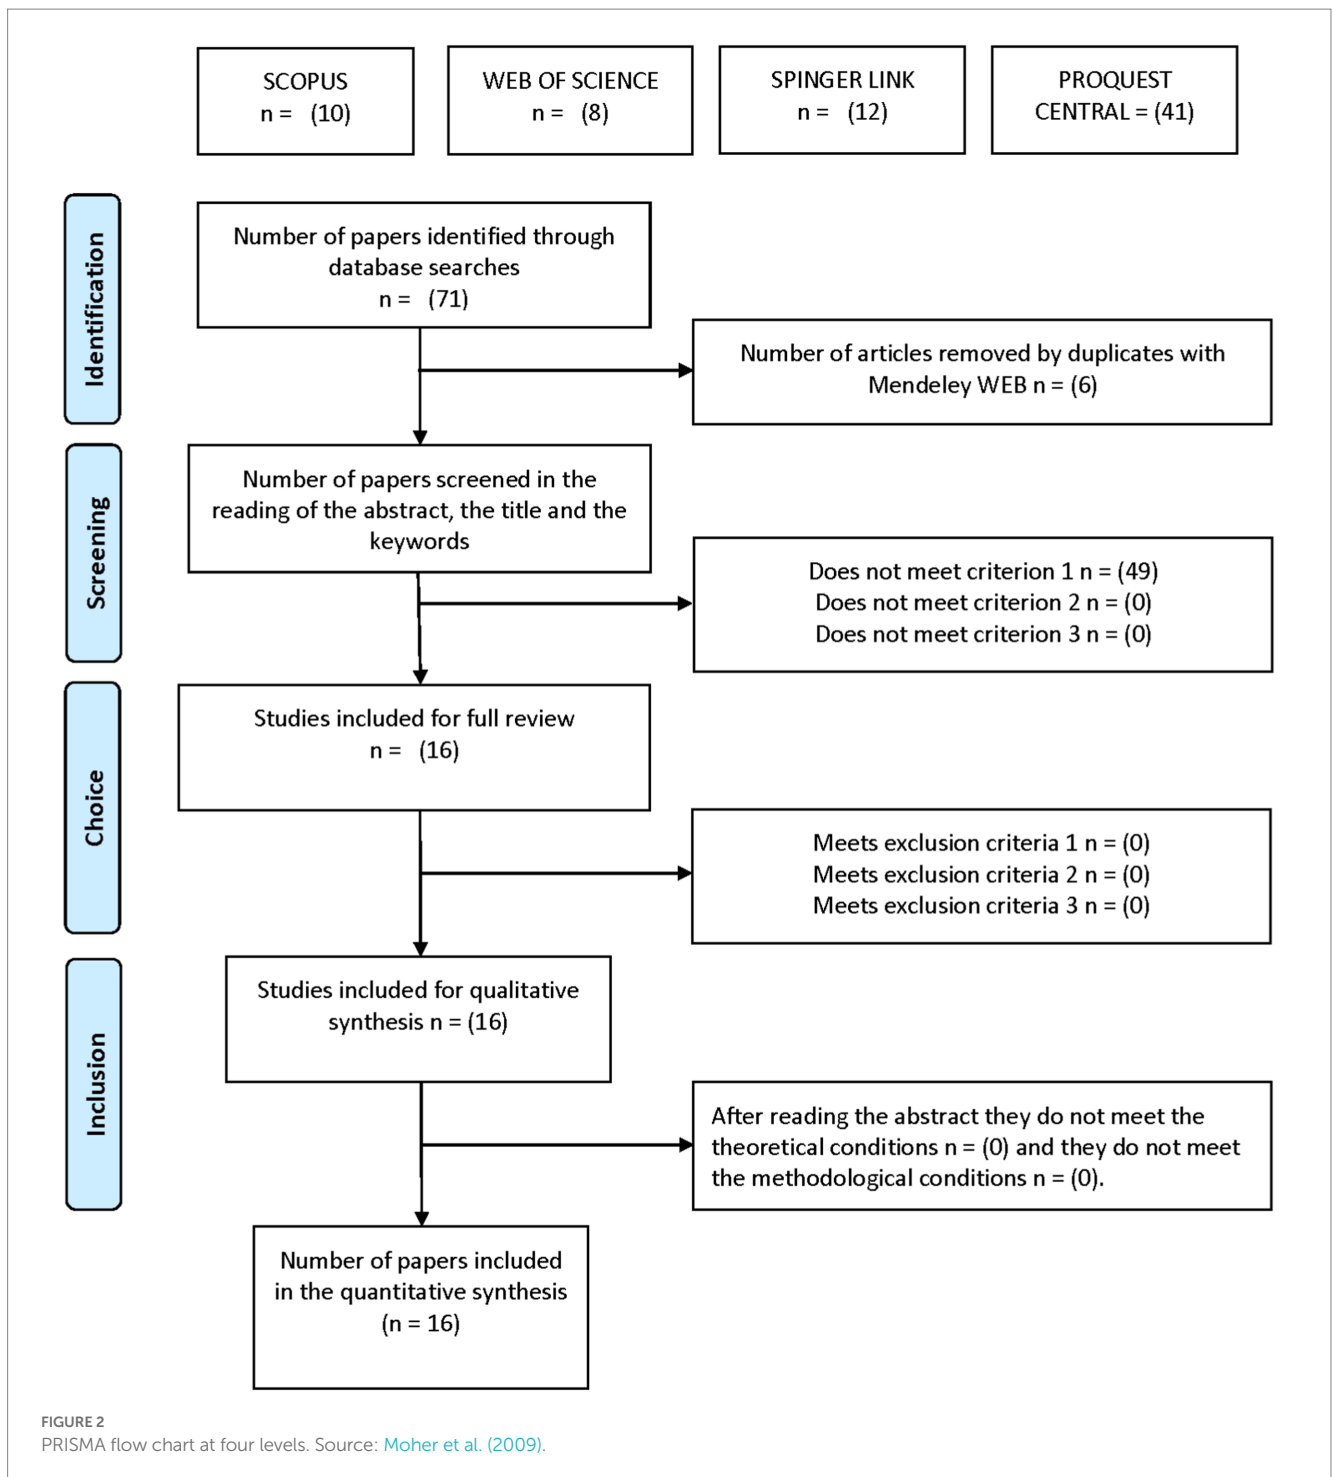 SCOPUS
n = (10)
WEB OF SCIENCE
n = (8)
SPINGER LINK
n = (12)
PROQUEST
CENTRAL = (41)
Identification
Number of papers identified through
database searches
n = (71)
Number of articles removed by duplicates with
Mendeley WEB n = (6)
Screening
Number of papers screened in the
reading of the abstract, the title and the
keywords
Does not meet criterion 1 n = (49)
Does not meet criterion 2 n = (0)
Does not meet criterion 3 n = (0)
Choice
Studies included for full review
n = (16)
Meets exclusion criteria 1 n = (0)
Meets exclusion criteria 2 n = (0)
Meets exclusion criteria 3 n = (0)
Inclusion
Studies included for qualitative
synthesis n = (16)
After reading the abstract they do not meet the
theoretical conditions n = (0) and they do not meet
the methodological conditions n = (0).
Number of papers included
in the quantitative synthesis
(n = 16)
FIGURE 2
PRISMA flow chart at four levels. Source: Moher et al. (2009).